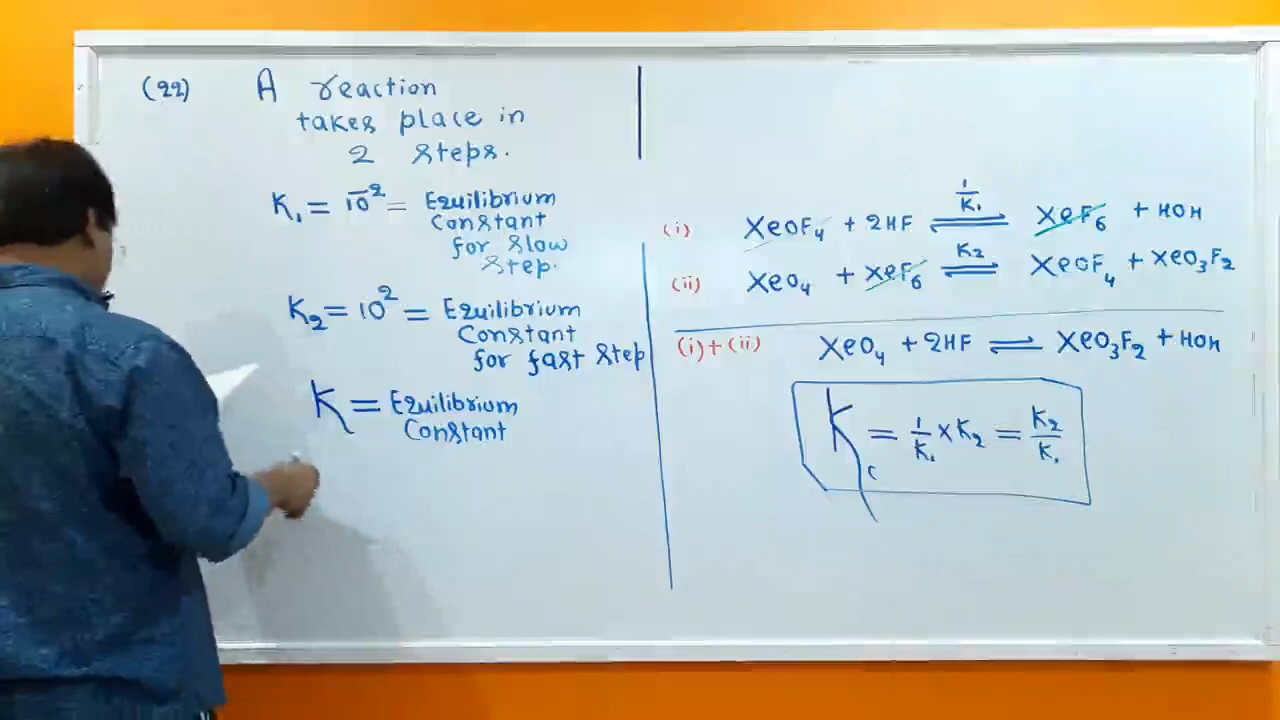 (22) A reaction
takes place in
2 steps.
K₁ = 10⁻² = Equilibrium
Constant
for slow
step.
K₂ = 10² = Equilibrium
Constant
for fast step
K = Equilibrium
Constant
(i) XeOF₄ + 2HF ⇌ XeF₆ + HOH
1/K₁
(ii) XeO₄ + XeF₆ ⇌ XeOF₄ + XeO₃F₂
K₂
(i)+(ii) XeO₄ + 2HF ⇌ XeO₃F₂ + HOH
K_c = 1/K₁ × K₂ = K₂/K₁